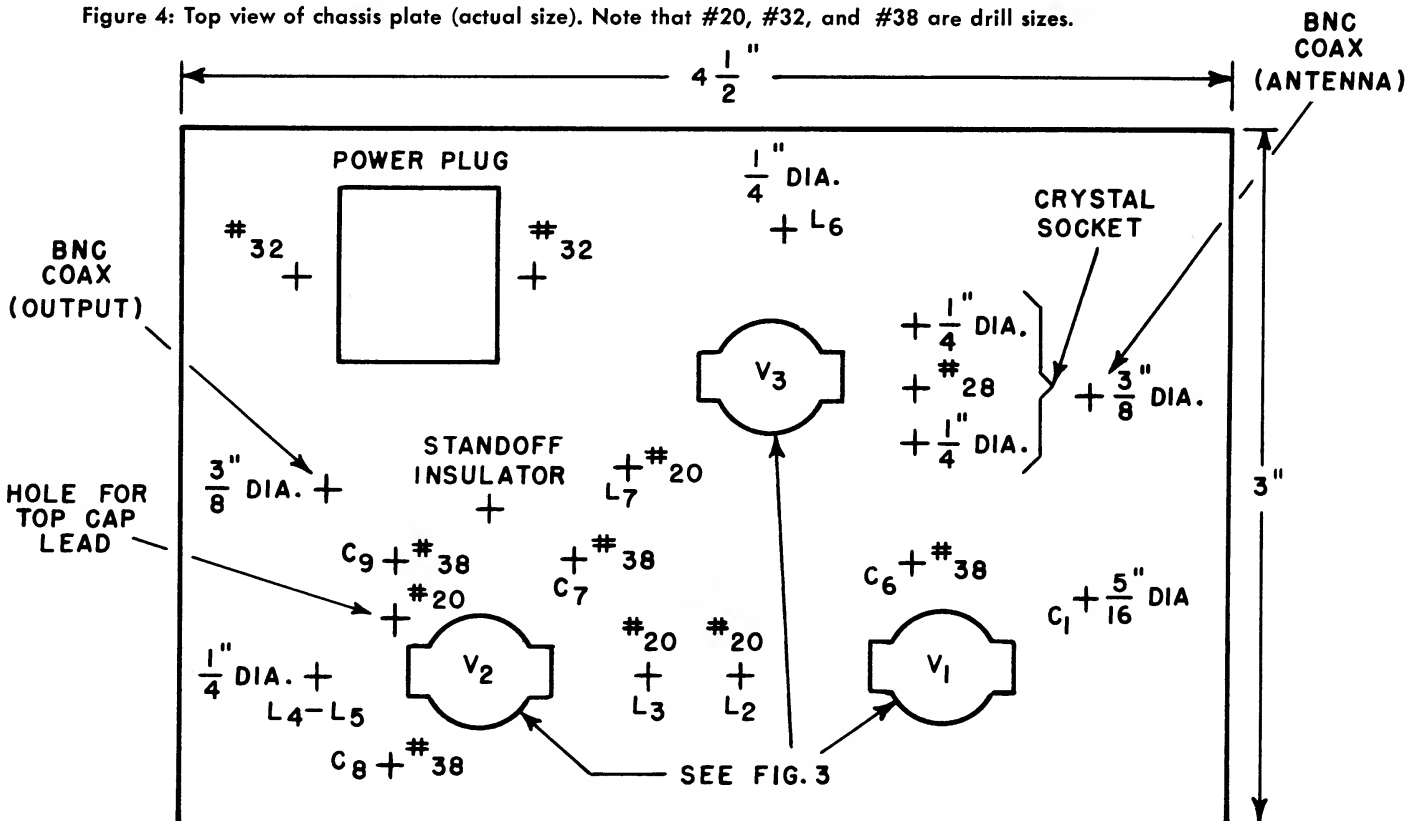 Figure 4: Top view of chassis plate (actual size). Note that #20, #32, and #38 are drill sizes.
BNC
COAX
(ANTENNA)
4 1/2"
POWER PLUG
1/4" DIA.
L6
CRYSTAL
SOCKET
#32
#32
BNC
COAX
(OUTPUT)
1/4" DIA.
#28
1/4" DIA.
V3
3/8" DIA.
STANDOFF
INSULATOR
#20
L7
3"
3/8" DIA.
HOLE FOR
TOP CAP
LEAD
C9 #38
#38
C7
C6 #38
C1 5/16" DIA
#20
#20 #20
V2
V1
1/4" DIA.
L4-L5
L3 L2
C8 #38
SEE FIG. 3